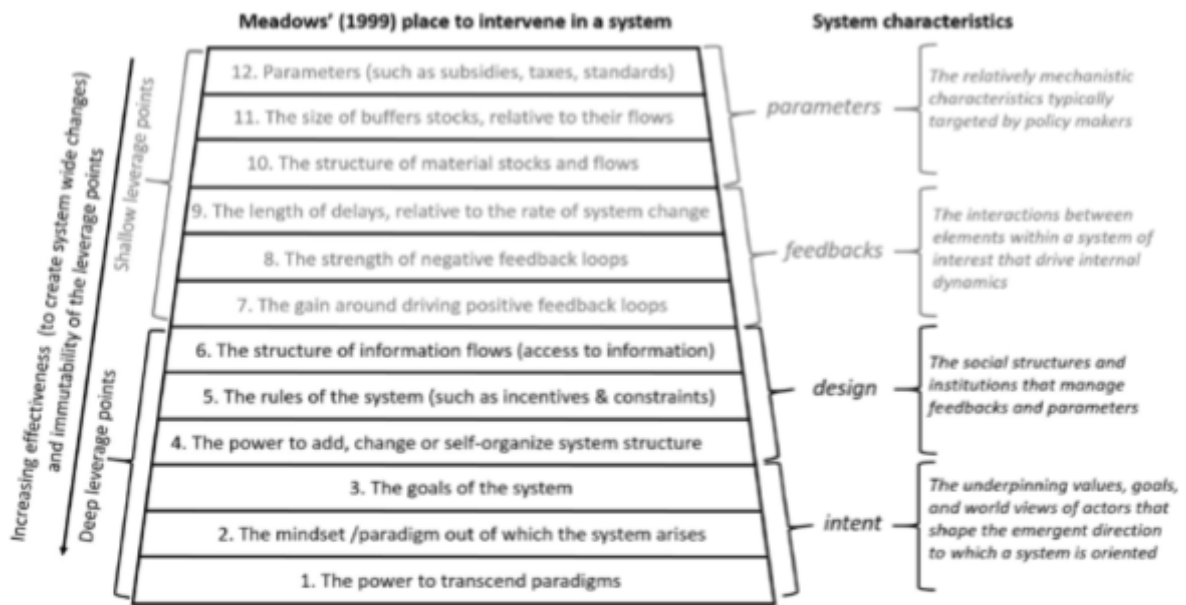 Meadows' (1999) place to intervene in a system
System characteristics
Increasing effectiveness (to create system wide changes)
and immutability of the leverage points
Shallow leverage points
Deep leverage points
12. Parameters (such as subsidies, taxes, standards)
11. The size of buffers stocks, relative to their flows
10. The structure of material stocks and flows
9. The length of delays, relative to the rate of system change
8. The strength of negative feedback loops
7. The gain around driving positive feedback loops
6. The structure of information flows (access to information)
5. The rules of the system (such as incentives & constraints)
4. The power to add, change or self-organize system structure
3. The goals of the system
2. The mindset /paradigm out of which the system arises
1. The power to transcend paradigms
parameters
The relatively mechanistic
characteristics typically
targeted by policy makers
feedbacks
The interactions between
elements within a system of
interest that drive internal
dynamics
design
The social structures and
institutions that manage
feedbacks and parameters
intent
The underpinning values, goals,
and world views of actors that
shape the emergent direction
to which a system is oriented